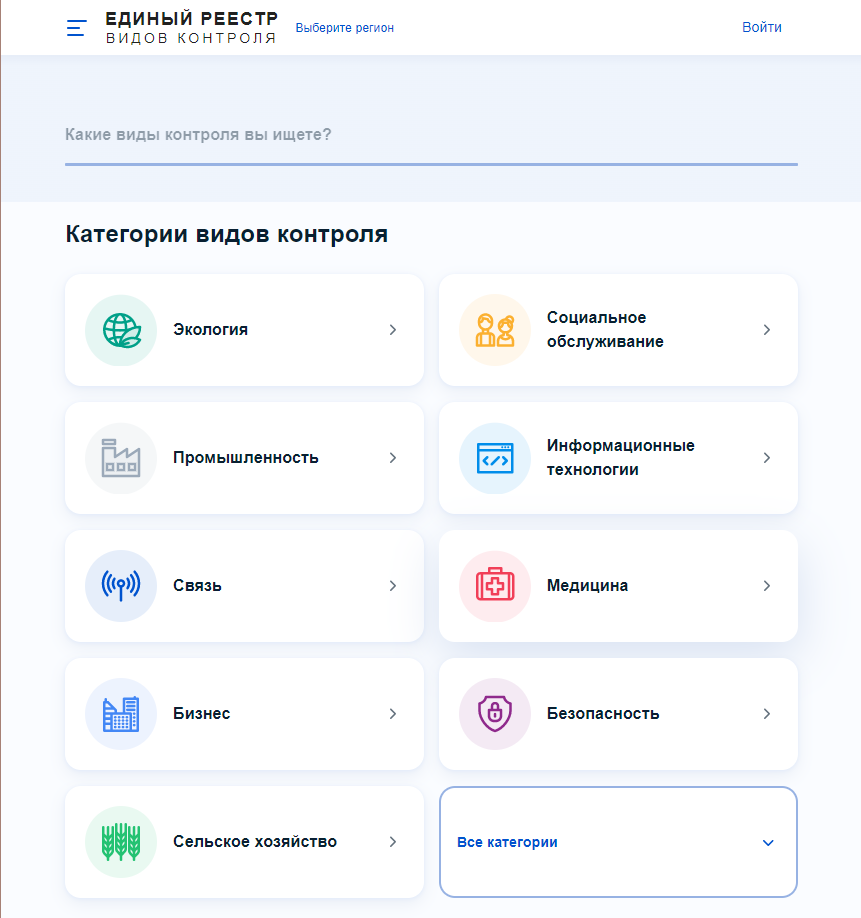 ЕДИНЫЙ РЕЕСТР
ВИДОВ КОНТРОЛЯ
Выберите регион
Войти
Какие виды контроля вы ищете?
Категории видов контроля
Экология
Социальное
обслуживание
Промышленность
Информационные
технологии
Связь
Медицина
Бизнес
Безопасность
Сельское хозяйство
Все категории